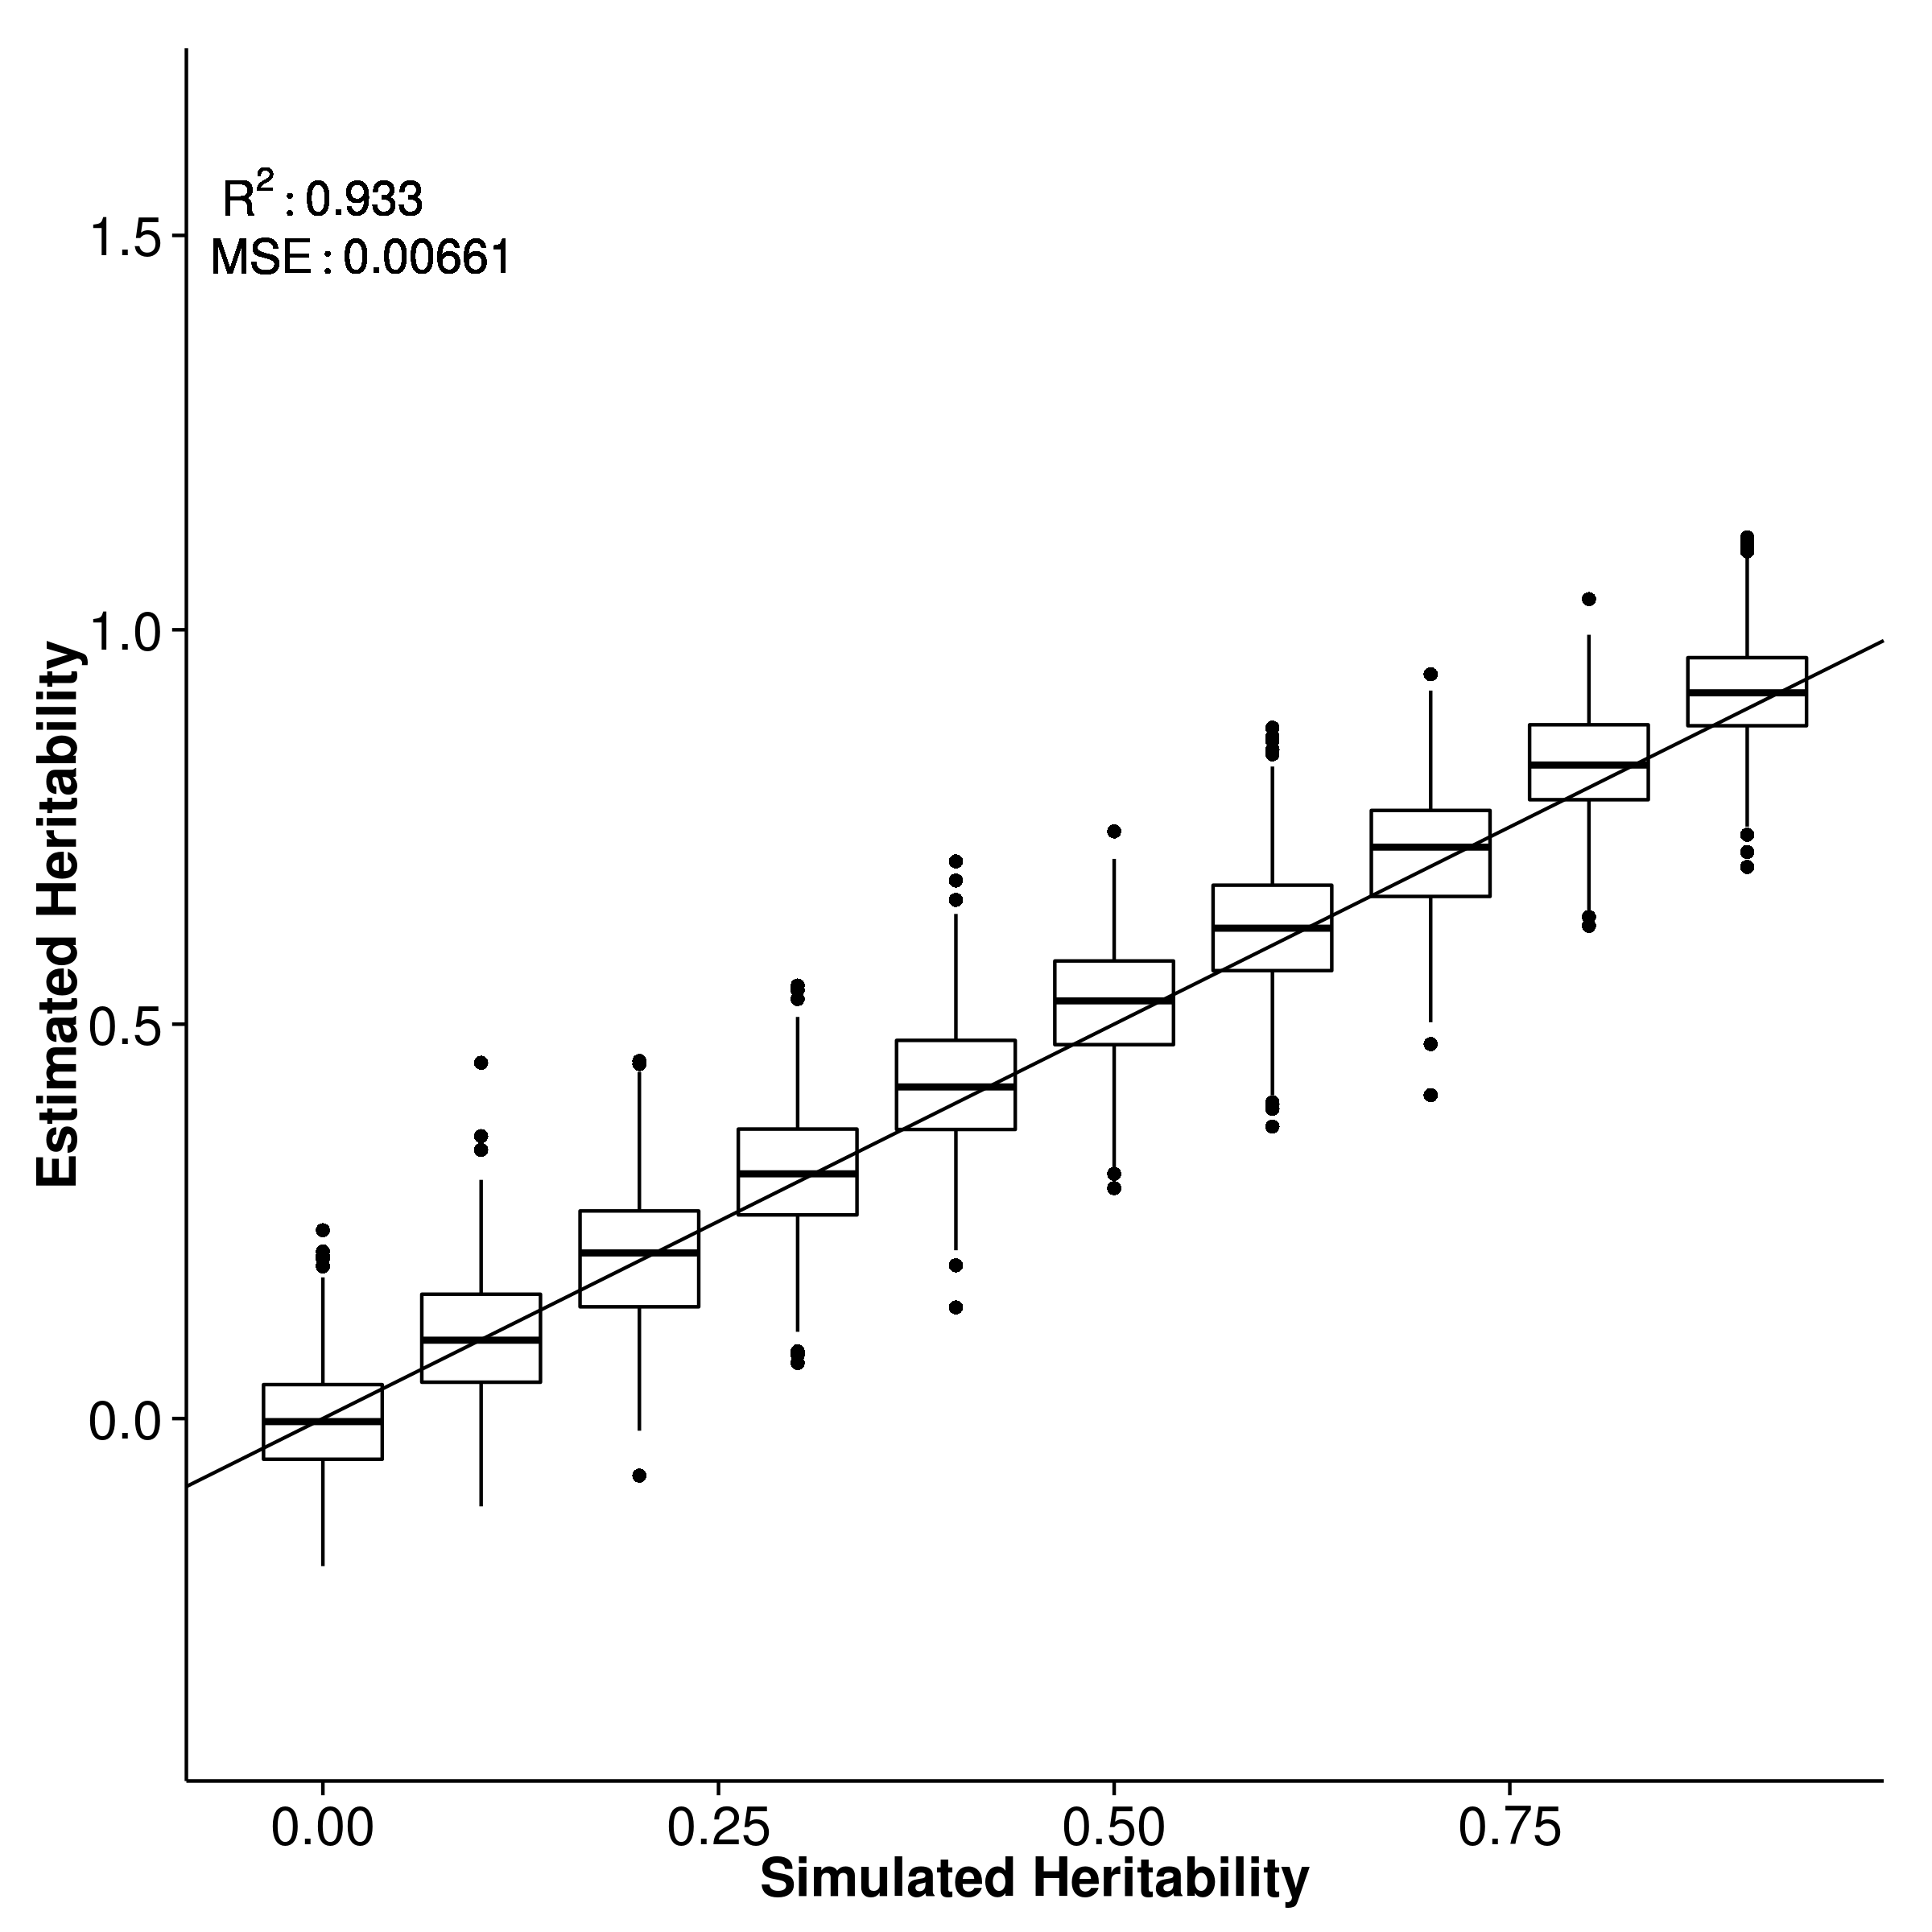 R²: 0.933
MSE: 0.00661
1.5
1.0
0.5
0.0
Estimated Heritability
0.00 0.25 0.50 0.75
Simulated Heritability